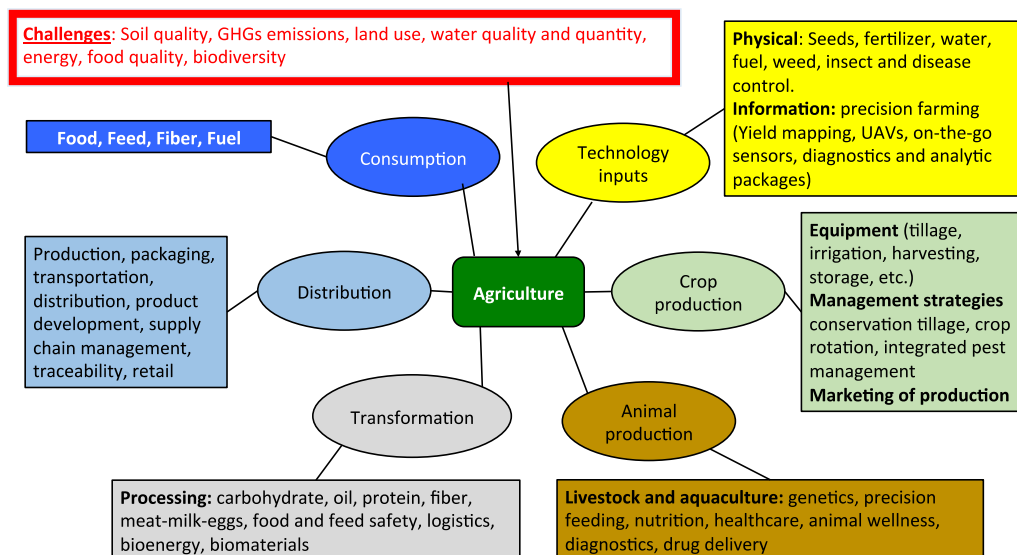 Challenges: Soil quality, GHGs emissions, land use, water quality and quantity,
energy, food quality, biodiversity
Physical: Seeds, fertilizer, water,
fuel, weed, insect and disease
control.
Information: precision farming
(Yield mapping, UAVs, on-the-go
sensors, diagnostics and analytic
packages)
Food, Feed, Fiber, Fuel
Consumption
Technology
inputs
Production, packaging,
transportation,
distribution, product
development, supply
chain management,
traceability, retail
Distribution
Agriculture
Crop
production
Equipment (tillage,
irrigation, harvesting,
storage, etc.)
Management strategies
conservation tillage, crop
rotation, integrated pest
management
Marketing of production
Transformation
Animal
production
Processing: carbohydrate, oil, protein, fiber,
meat-milk-eggs, food and feed safety, logistics,
bioenergy, biomaterials
Livestock and aquaculture: genetics, precision
feeding, nutrition, healthcare, animal wellness,
diagnostics, drug delivery